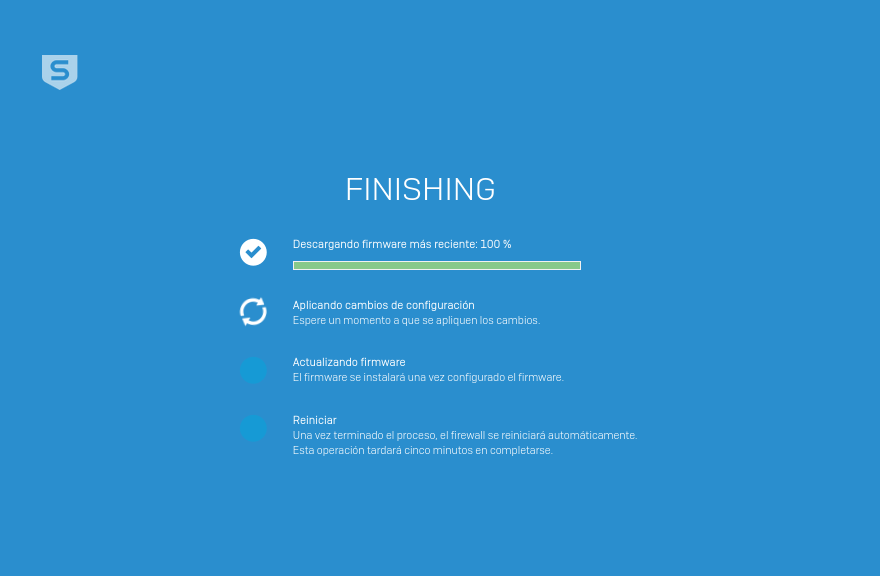 S
FINISHING
Descargando firmware más reciente: 100 %
Aplicando cambios de configuración
Espere un momento a que se apliquen los cambios.
Actualizando firmware
El firmware se instalará una vez configurado el firmware.
Reiniciar
Una vez terminado el proceso, el firewall se reiniciará automáticamente.
Esta operación tardará cinco minutos en completarse.